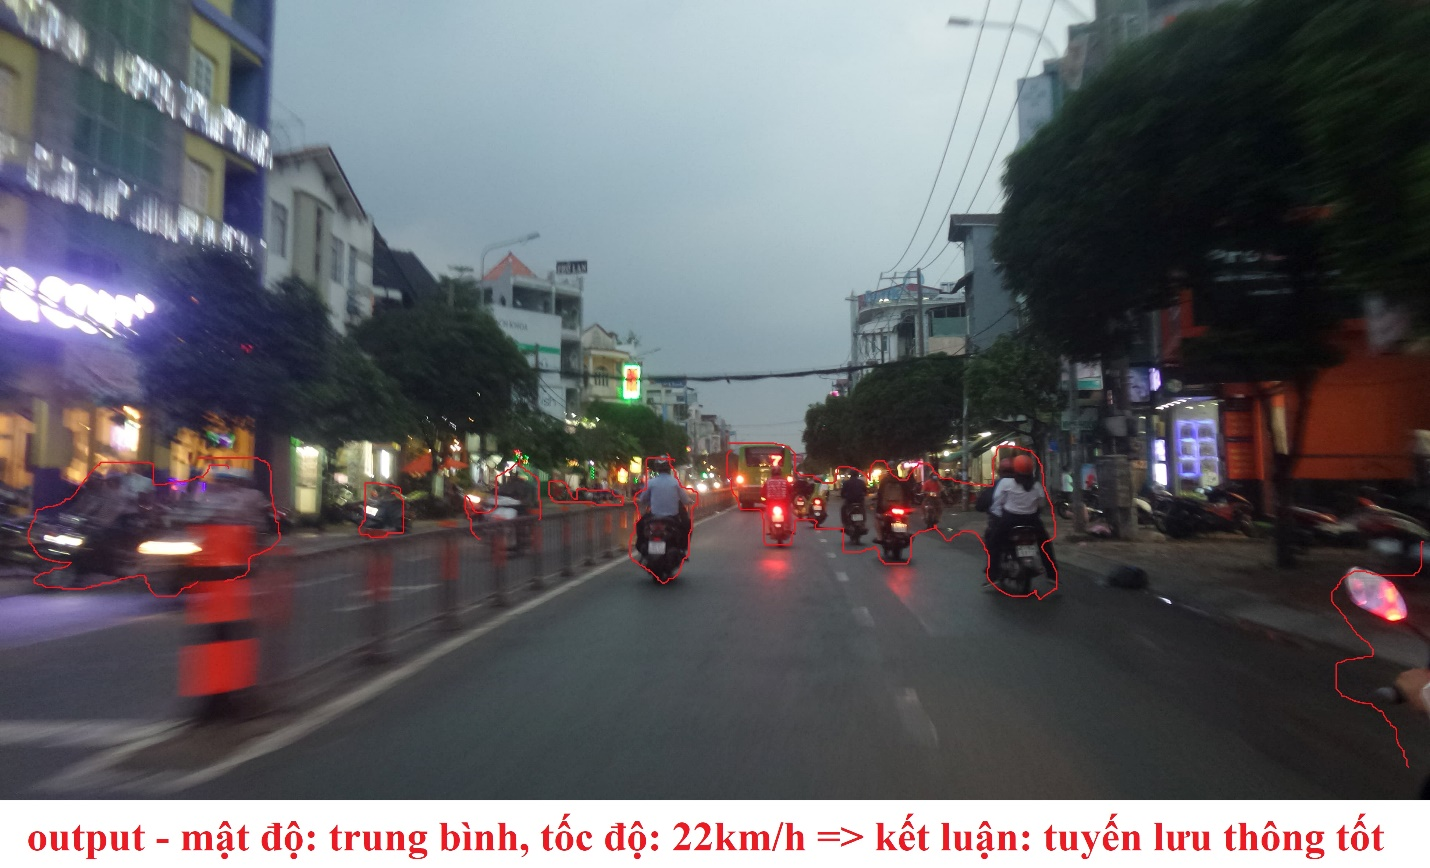 output - mật độ: trung bình, tốc độ: 22km/h => kết luận: tuyến lưu thông tốt